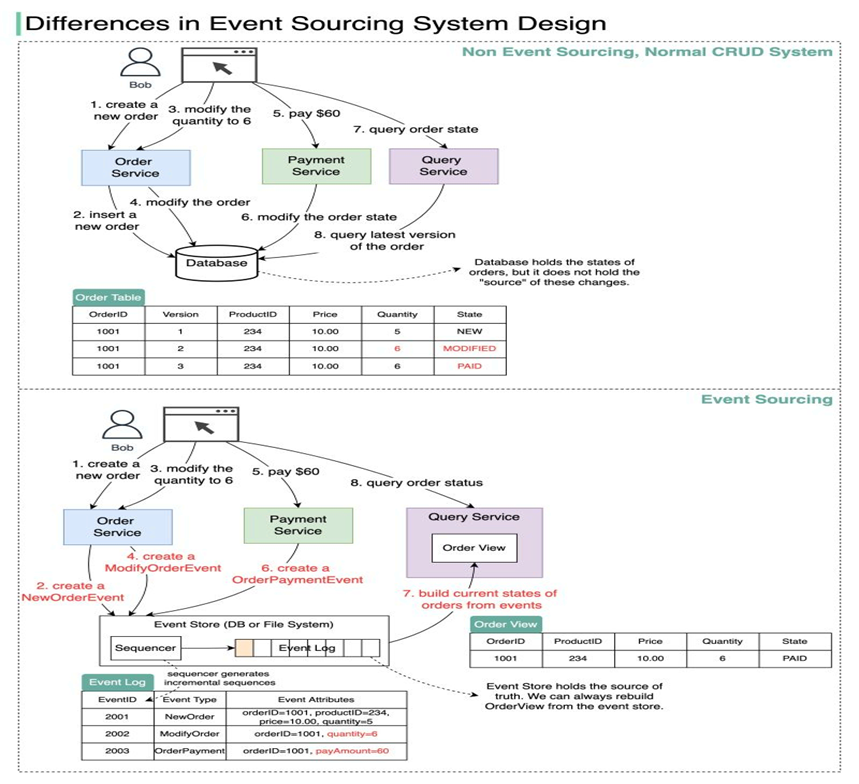 Differences in Event Sourcing System Design
Non Event Sourcing, Normal CRUD System
Bob
1. create a
new order
3. modify the
quantity to 6
5. pay $60
7. query order state
Order
Service
Payment
Service
Query
Service
2. insert a
new order
4. modify the order
6. modify the order state
8. query latest version
of the order
Database
Database holds the states of
orders, but it does not hold the
"source" of these changes.
Order Table
OrderID Version ProductID Price Quantity State
1001 1 234 10.00 5 NEW
1001 2 234 10.00 6 MODIFIED
1001 3 234 10.00 6 PAID
Event Sourcing
Bob
1. create a
new order
3. modify the
quantity to 6
5. pay $60
8. query order status
Order
Service
Payment
Service
Query Service
Order View
2. create a
NewOrderEvent
4. create a
ModifyOrderEvent
6. create a
OrderPaymentEvent
7. build current states of
orders from events
Event Store (DB or File System)
Sequencer
Event Log
sequencer generates
incremental sequences
Order View
OrderID ProductID Price Quantity State
1001 234 10.00 6 PAID
Event Store holds the source of
truth. We can always rebuild
OrderView from the event store.
Event Log
EventID Event Type Event Attributes
2001 NewOrder orderID=1001, productID=234,
price=10.00, quantity=5
2002 ModifyOrder orderID=1001, quantity=6
2003 OrderPayment orderID=1001, payAmount=60